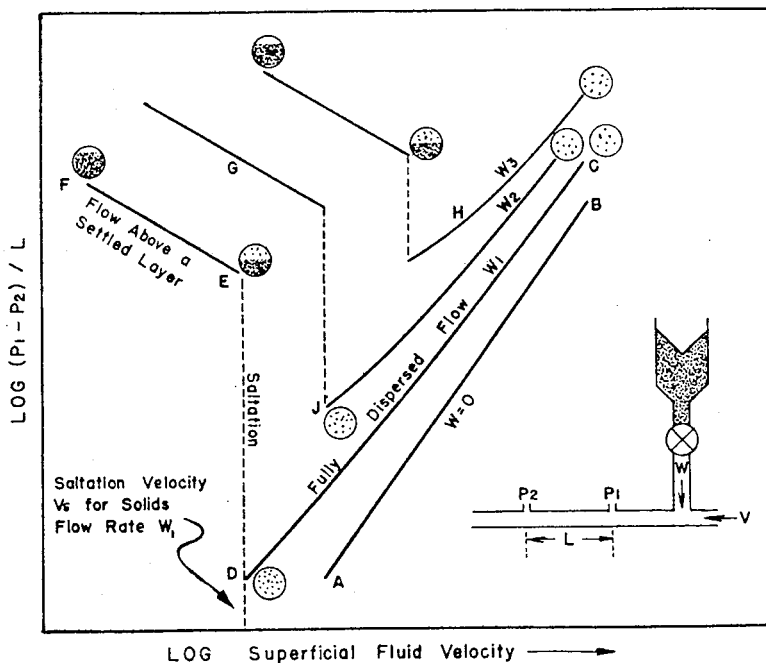 LOG (P1 - P2) / L
F
Flow Above a
Settled Layer
E
G
H
W3
W2
C
B
W1
Flow
Dispersed
Fully
W=O
J
Saltation
Saltation Velocity
Vs for Solids
Flow Rate W1
D
A
W
P2
P1
V
L
LOG Superficial Fluid Velocity